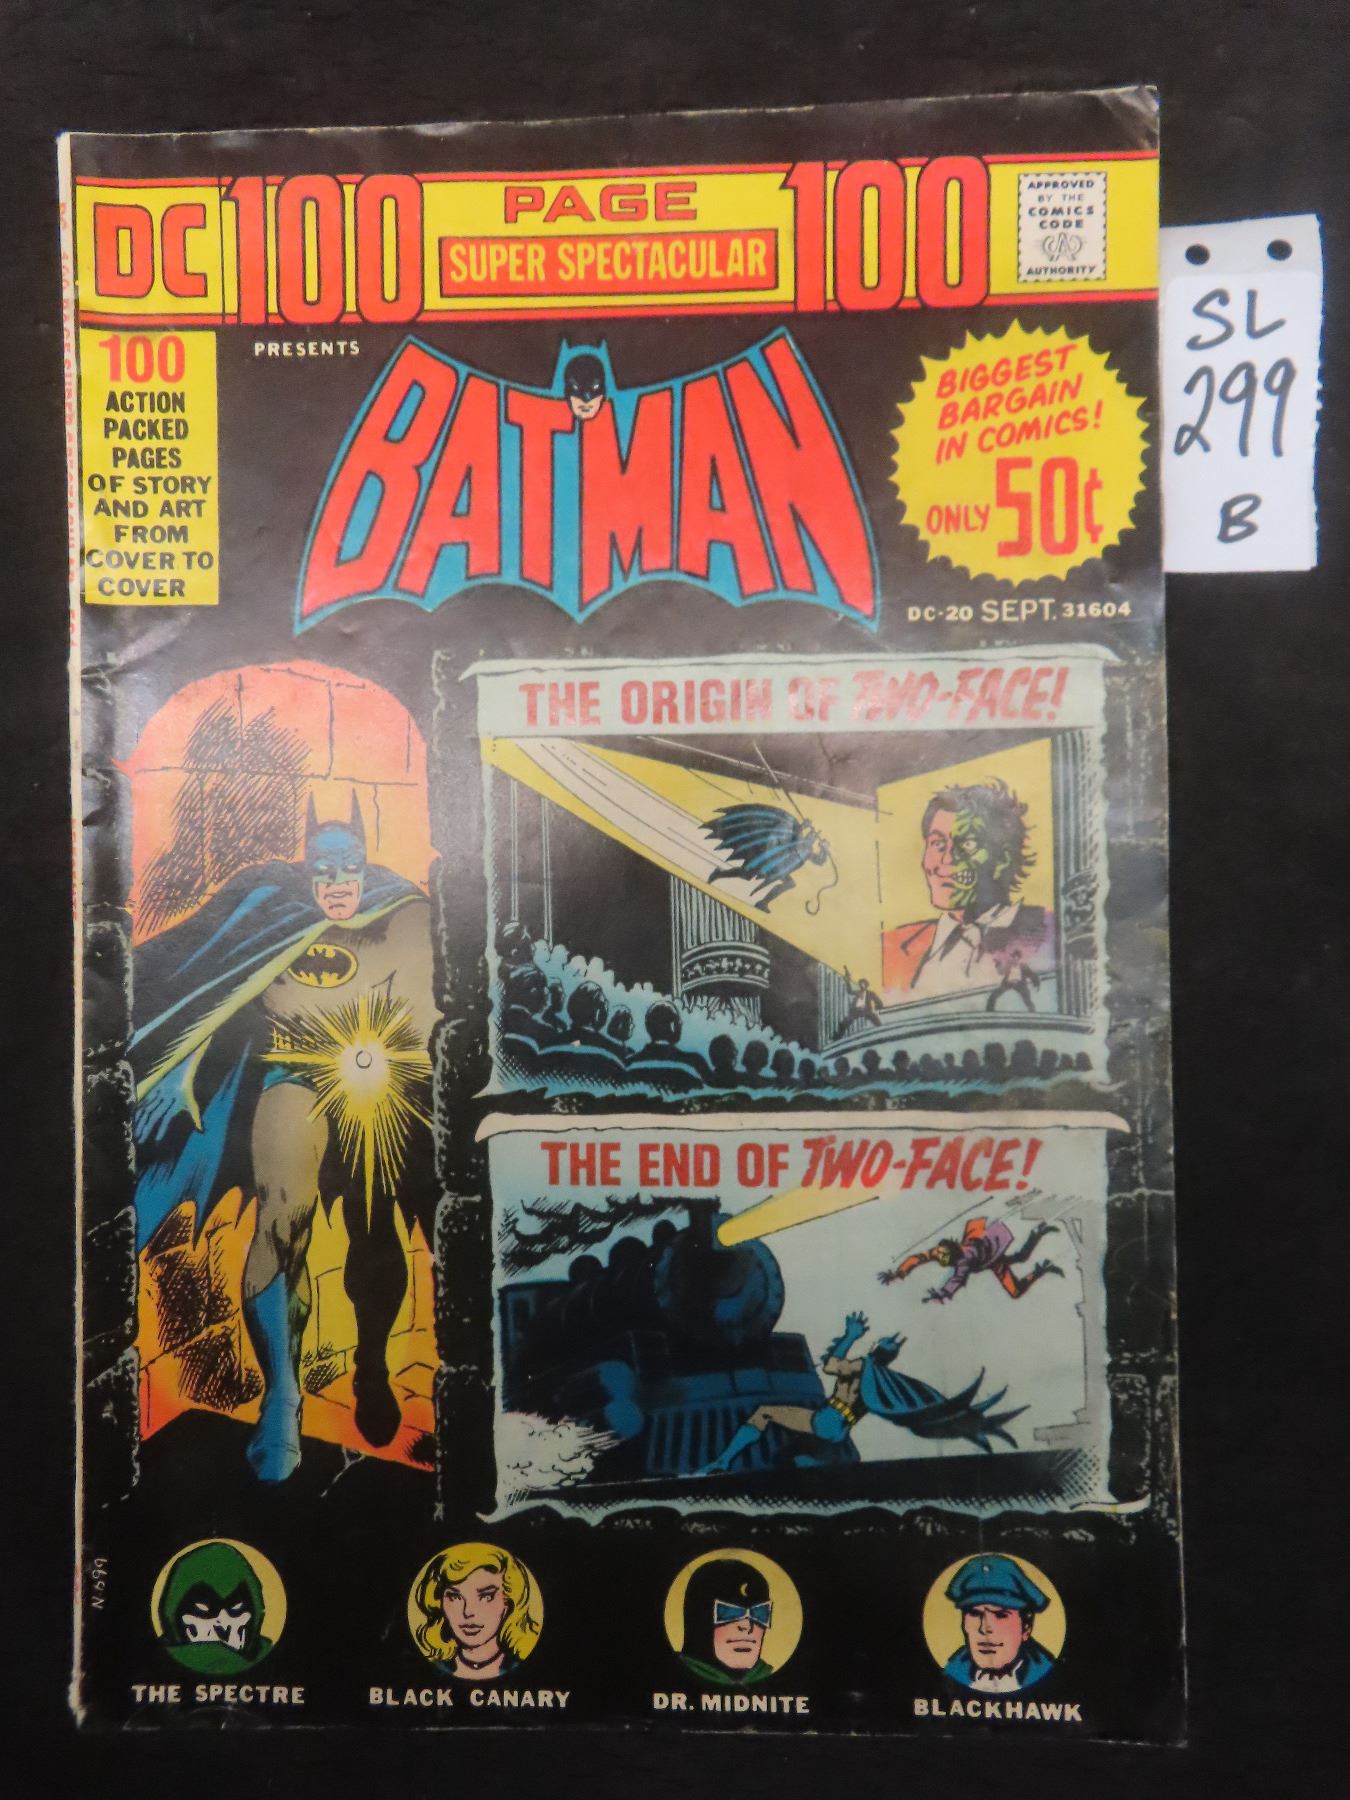 DC 100 PAGE 100
SUPER SPECTACULAR
APPROVED
BY THE
COMICS
CODE
CA
AUTHORITY
100
ACTION
PACKED
PAGES
OF STORY
AND ART
FROM
COVER TO
COVER
PRESENTS
BATMAN
BIGGEST
BARGAIN
IN COMICS!
ONLY 50¢
DC-20 SEPT. 31604
SL
299
B
THE ORIGIN OF TWO-FACE!
THE END OF TWO-FACE!
N-699
THE SPECTRE
BLACK CANARY
DR. MIDNITE
BLACKHAWK